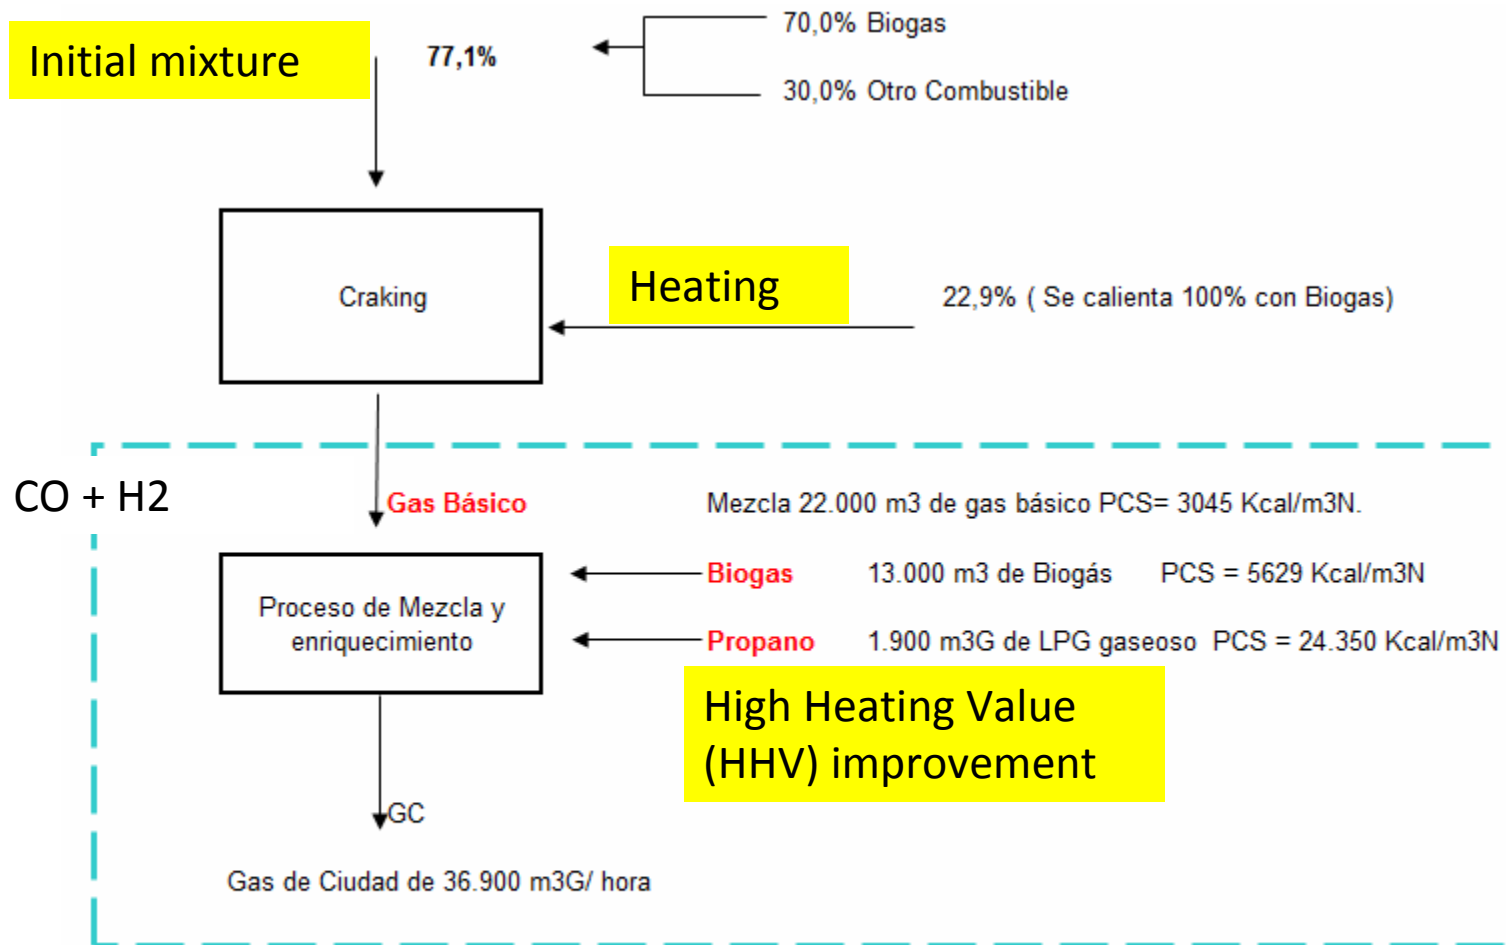 Initial mixture
77,1%
70,0% Biogas
30,0% Otro Combustible
Craking
Heating
22,9% ( Se calienta 100% con Biogas)
CO + H2
Gas Básico
Mezcla 22.000 m3 de gas básico PCS= 3045 Kcal/m3N.
Proceso de Mezcla y
enriquecimiento
Biogas
13.000 m3 de Biogás
PCS = 5629 Kcal/m3N
Propano
1.900 m3G de LPG gaseoso PCS = 24.350 Kcal/m3N
High Heating Value
(HHV) improvement
GC
Gas de Ciudad de 36.900 m3G/ hora